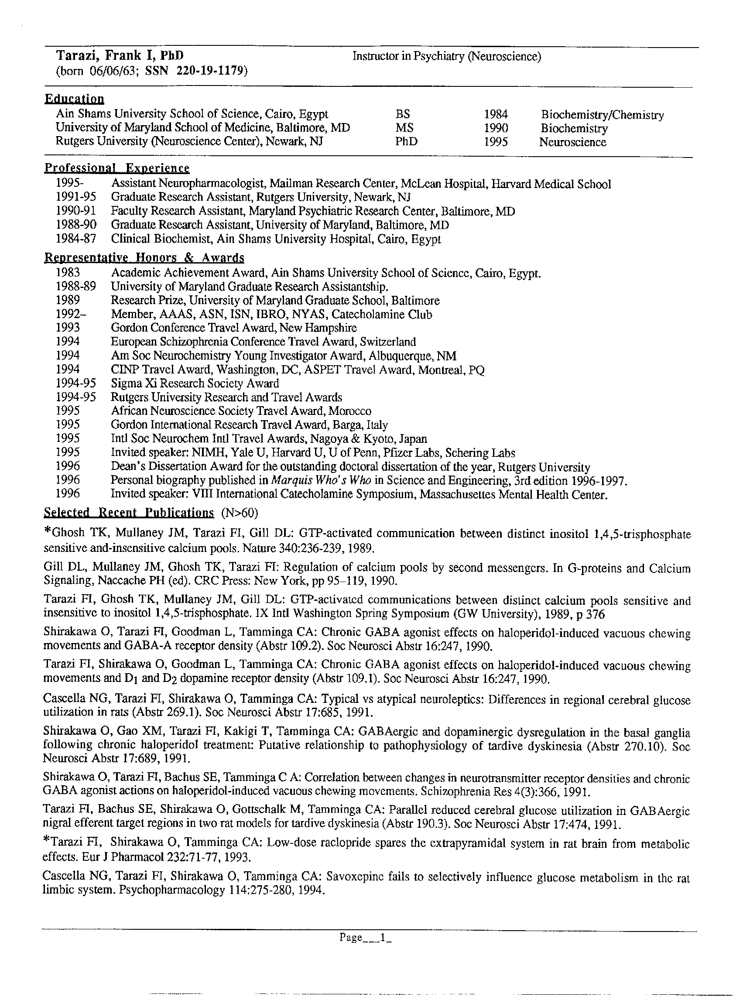 Tarazi, Frank I, PhD Instructor in Psychiatry (Neuroscience)
(born 06/06/63; SSN 220-19-1179)
Education
Ain Shams University School of Science, Cairo, Egypt BS 1984 Biochemistry/Chemistry
University of Maryland School of Medicine, Baltimore, MD MS 1990 Biochemistry
Rutgers University (Neuroscience Center), Newark, NJ PhD 1995 Neuroscience
Professional Experience
1995- Assistant Neuropharmacologist, Mailman Research Center, McLean Hospital, Harvard Medical School
1991-95 Graduate Research Assistant, Rutgers University, Newark, NJ
1990-91 Faculty Research Assistant, Maryland Psychiatric Research Center, Baltimore, MD
1988-90 Graduate Research Assistant, University of Maryland, Baltimore, MD
1984-87 Clinical Biochemist, Ain Shams University Hospital, Cairo, Egypt
Representative Honors & Awards
1983 Academic Achievement Award, Ain Shams University School of Science, Cairo, Egypt.
1988-89 University of Maryland Graduate Research Assistantship.
1989 Research Prize, University of Maryland Graduate School, Baltimore
1992– Member, AAAS, ASN, ISN, IBRO, NYAS, Catecholamine Club
1993 Gordon Conference Travel Award, New Hampshire
1994 European Schizophrenia Conference Travel Award, Switzerland
1994 Am Soc Neurochemistry Young Investigator Award, Albuquerque, NM
1994 CINP Travel Award, Washington, DC, ASPET Travel Award, Montreal, PQ
1994-95 Sigma Xi Research Society Award
1994-95 Rutgers University Research and Travel Awards
1995 African Neuroscience Society Travel Award, Morocco
1995 Gordon International Research Travel Award, Barga, Italy
1995 Intl Soc Neurochem Intl Travel Awards, Nagoya & Kyoto, Japan
1995 Invited speaker: NIMH, Yale U, Harvard U, U of Penn, Pfizer Labs, Schering Labs
1996 Dean's Dissertation Award for the outstanding doctoral dissertation of the year, Rutgers University
1996 Personal biography published in Marquis Who's Who in Science and Engineering, 3rd edition 1996-1997.
1996 Invited speaker: VIII International Catecholamine Symposium, Massachusettes Mental Health Center.
Selected Recent Publications (N>60)
*Ghosh TK, Mullaney JM, Tarazi FI, Gill DL: GTP-activated communication between distinct inositol 1,4,5-trisphosphate
sensitive and-insensitive calcium pools. Nature 340:236-239, 1989.
Gill DL, Mullaney JM, Ghosh TK, Tarazi FI: Regulation of calcium pools by second messengers. In G-proteins and Calcium
Signaling, Naccache PH (ed). CRC Press: New York, pp 95–119, 1990.
Tarazi FI, Ghosh TK, Mullaney JM, Gill DL: GTP-activated communications between distinct calcium pools sensitive and
insensitive to inositol 1,4,5-trisphosphate. IX Intl Washington Spring Symposium (GW University), 1989, p 376
Shirakawa O, Tarazi FI, Goodman L, Tamminga CA: Chronic GABA agonist effects on haloperidol-induced vacuous chewing
movements and GABA-A receptor density (Abstr 109.2). Soc Neurosci Abstr 16:247, 1990.
Tarazi FI, Shirakawa O, Goodman L, Tamminga CA: Chronic GABA agonist effects on haloperidol-induced vacuous chewing
movements and D1 and D2 dopamine receptor density (Abstr 109.1). Soc Neurosci Abstr 16:247, 1990.
Cascella NG, Tarazi FI, Shirakawa O, Tamminga CA: Typical vs atypical neuroleptics: Differences in regional cerebral glucose
utilization in rats (Abstr 269.1). Soc Neurosci Abstr 17:685, 1991.
Shirakawa O, Gao XM, Tarazi FI, Kakigi T, Tamminga CA: GABAergic and dopaminergic dysregulation in the basal ganglia
following chronic haloperidol treatment: Putative relationship to pathophysiology of tardive dyskinesia (Abstr 270.10). Soc
Neurosci Abstr 17:689, 1991.
Shirakawa O, Tarazi FI, Bachus SE, Tamminga C A: Correlation between changes in neurotransmitter receptor densities and chronic
GABA agonist actions on haloperidol-induced vacuous chewing movements. Schizophrenia Res 4(3):366, 1991.
Tarazi FI, Bachus SE, Shirakawa O, Gottschalk M, Tamminga CA: Parallel reduced cerebral glucose utilization in GABAergic
nigral efferent target regions in two rat models for tardive dyskinesia (Abstr 190.3). Soc Neurosci Abstr 17:474, 1991.
*Tarazi FI, Shirakawa O, Tamminga CA: Low-dose raclopride spares the extrapyramidal system in rat brain from metabolic
effects. Eur J Pharmacol 232:71-77, 1993.
Cascella NG, Tarazi FI, Shirakawa O, Tamminga CA: Savoxepine fails to selectively influence glucose metabolism in the rat
limbic system. Psychopharmacology 114:275-280, 1994.
Page___1_